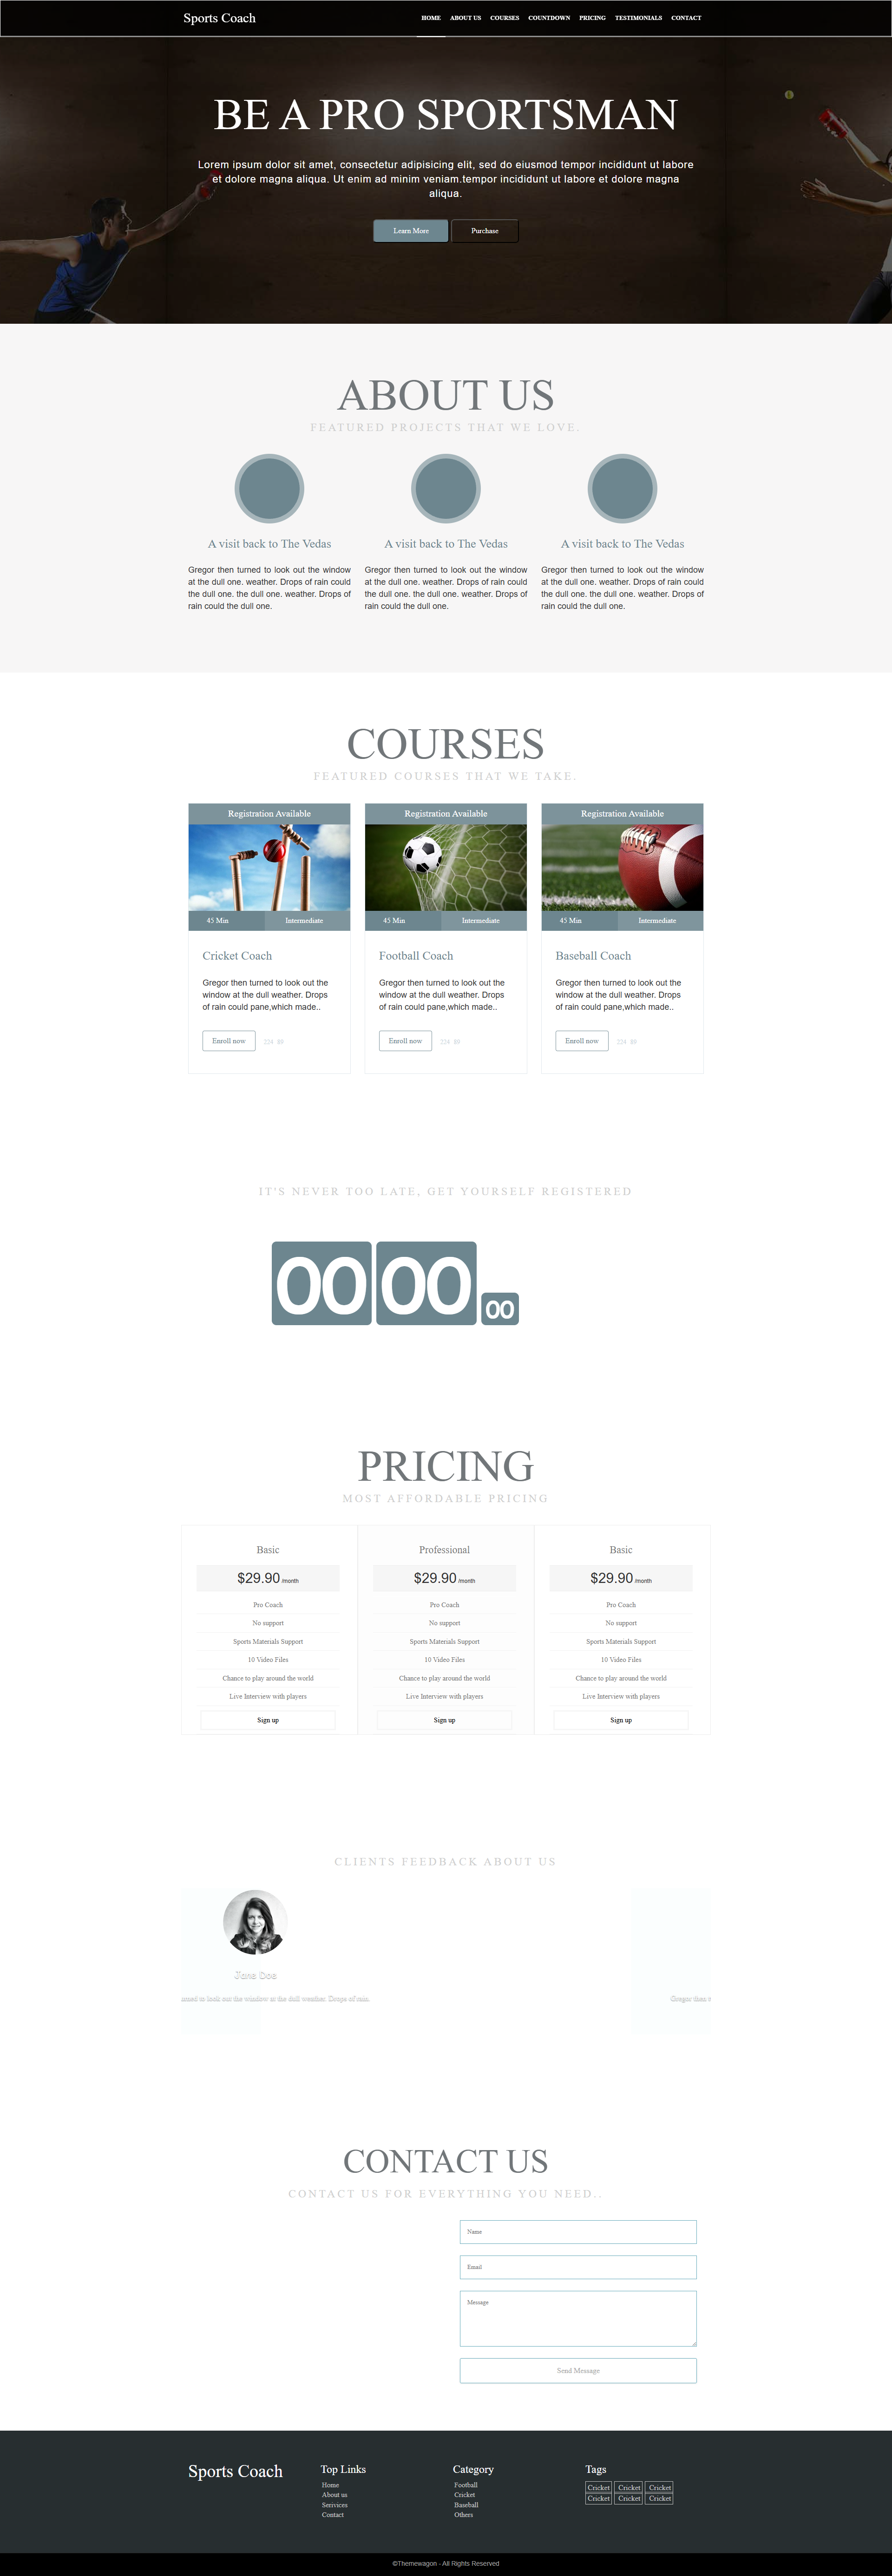 Sports Coach
HOME ABOUT US COURSES COUNTDOWN PRICING TESTIMONIALS CONTACT
BE A PRO SPORTSMAN
Lorem ipsum dolor sit amet, consectetur adipisicing elit, sed do eiusmod tempor incididunt ut labore
et dolore magna aliqua. Ut enim ad minim veniam.tempor incididunt ut labore et dolore magna
aliqua.
Learn More Purchase
ABOUT US
FEATURED PROJECTS THAT WE LOVE.
A visit back to The Vedas
Gregor then turned to look out the window
at the dull one. weather. Drops of rain could
the dull one. the dull one. weather. Drops of
rain could the dull one.
A visit back to The Vedas
Gregor then turned to look out the window
at the dull one. weather. Drops of rain could
the dull one. the dull one. weather. Drops of
rain could the dull one.
A visit back to The Vedas
Gregor then turned to look out the window
at the dull one. weather. Drops of rain could
the dull one. the dull one. weather. Drops of
rain could the dull one.
COURSES
FEATURED COURSES THAT WE TAKE.
Registration Available
45 Min Intermediate
Cricket Coach
Gregor then turned to look out the
window at the dull weather. Drops
of rain could pane,which made..
Enroll now 224 89
Registration Available
45 Min Intermediate
Football Coach
Gregor then turned to look out the
window at the dull weather. Drops
of rain could pane,which made..
Enroll now 224 89
Registration Available
45 Min Intermediate
Baseball Coach
Gregor then turned to look out the
window at the dull weather. Drops
of rain could pane,which made..
Enroll now 224 89
IT'S NEVER TOO LATE, GET YOURSELF REGISTERED
00 00 00
PRICING
MOST AFFORDABLE PRICING
Basic
$29.90 /month
Pro Coach
No support
Sports Materials Support
10 Video Files
Chance to play around the world
Live Interview with players
Sign up
Professional
$29.90 /month
Pro Coach
No support
Sports Materials Support
10 Video Files
Chance to play around the world
Live Interview with players
Sign up
Basic
$29.90 /month
Pro Coach
No support
Sports Materials Support
10 Video Files
Chance to play around the world
Live Interview with players
Sign up
CLIENTS FEEDBACK ABOUT US
Jane Doe
to look out the window at the dull weather. Drops of rain.
Gregor then
CONTACT US
CONTACT US FOR EVERYTHING YOU NEED..
Name
Email
Message
Send Message
Sports Coach
Top Links
Home
About us
Serivices
Contact
Category
Football
Cricket
Baseball
Others
Tags
Cricket Cricket Cricket
Cricket Cricket Cricket
©Themewagon - All Rights Reserved